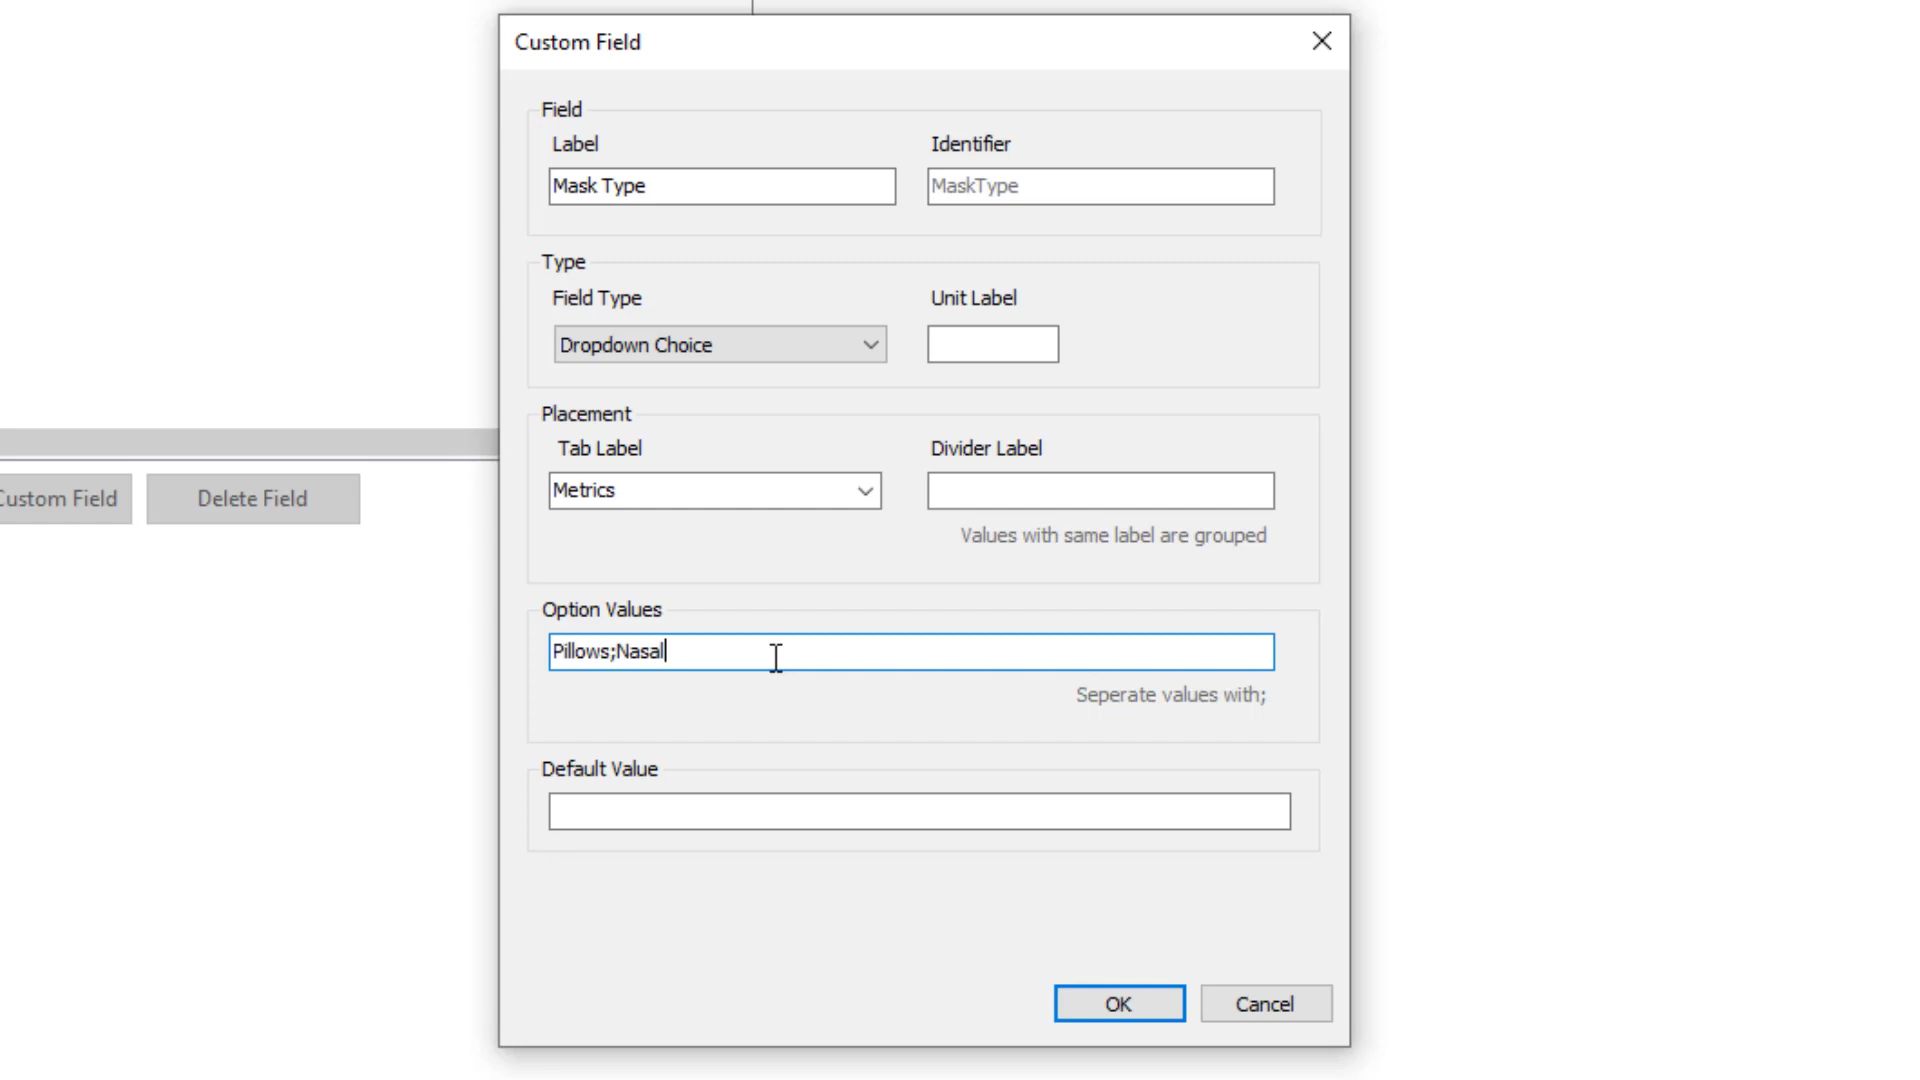 Custom Field
Field
Label
Identifier
Mask Type
MaskType
Type
Field Type
Unit Label
Dropdown Choice
Placement
Tab Label
Divider Label
Metrics
Custom Field
Delete Field
Values with same label are grouped
Option Values
Pillows;Nasal
Seperate values with;
Default Value
OK
Cancel